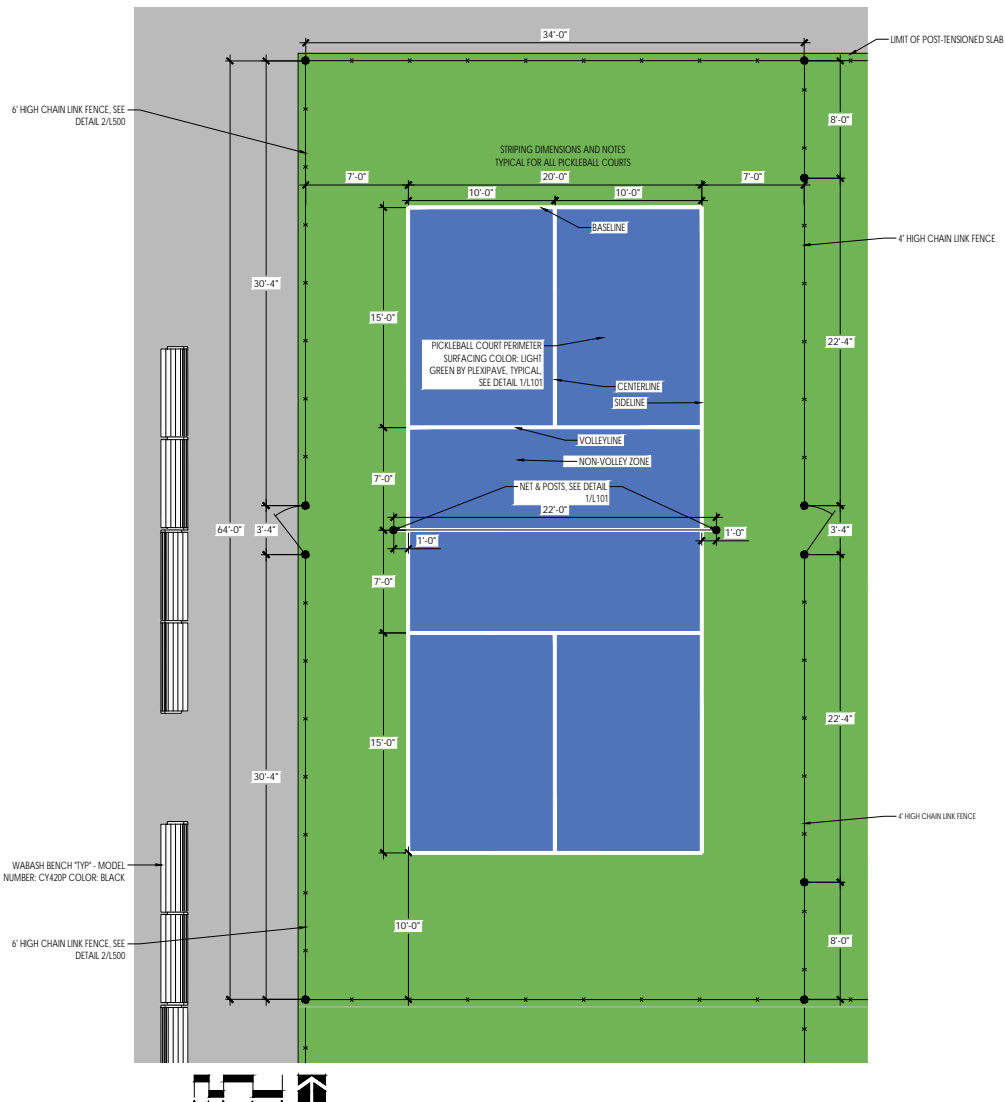 34'-0"
LIMIT OF POST-TENSIONED SLAB
6' HIGH CHAIN LINK FENCE, SEE
DETAIL 2/L500
8'-0"
STRIPING DIMENSIONS AND NOTES
TYPICAL FOR ALL PICKLEBALL COURTS
7'-0"
20'-0"
7'-0"
10'-0"
10'-0"
BASELINE
4' HIGH CHAIN LINK FENCE
30'-4"
15'-0"
22'-4"
PICKLEBALL COURT PERIMETER
SURFACING COLOR: LIGHT
GREEN BY PLEXIPAVE, TYPICAL,
SEE DETAIL 1/L101
CENTERLINE
SIDELINE
VOLLEYLINE
NON-VOLLEY ZONE
7'-0"
NET & POSTS, SEE DETAIL
1/L101
22'-0"
64'-0"
3'-4"
1'-0"
1'-0"
3'-4"
7'-0"
22'-4"
15'-0"
30'-4"
4' HIGH CHAIN LINK FENCE
WABASH BENCH "TYP" - MODEL
NUMBER: CY420P COLOR: BLACK
10'-0"
6' HIGH CHAIN LINK FENCE, SEE
DETAIL 2/L500
8'-0"